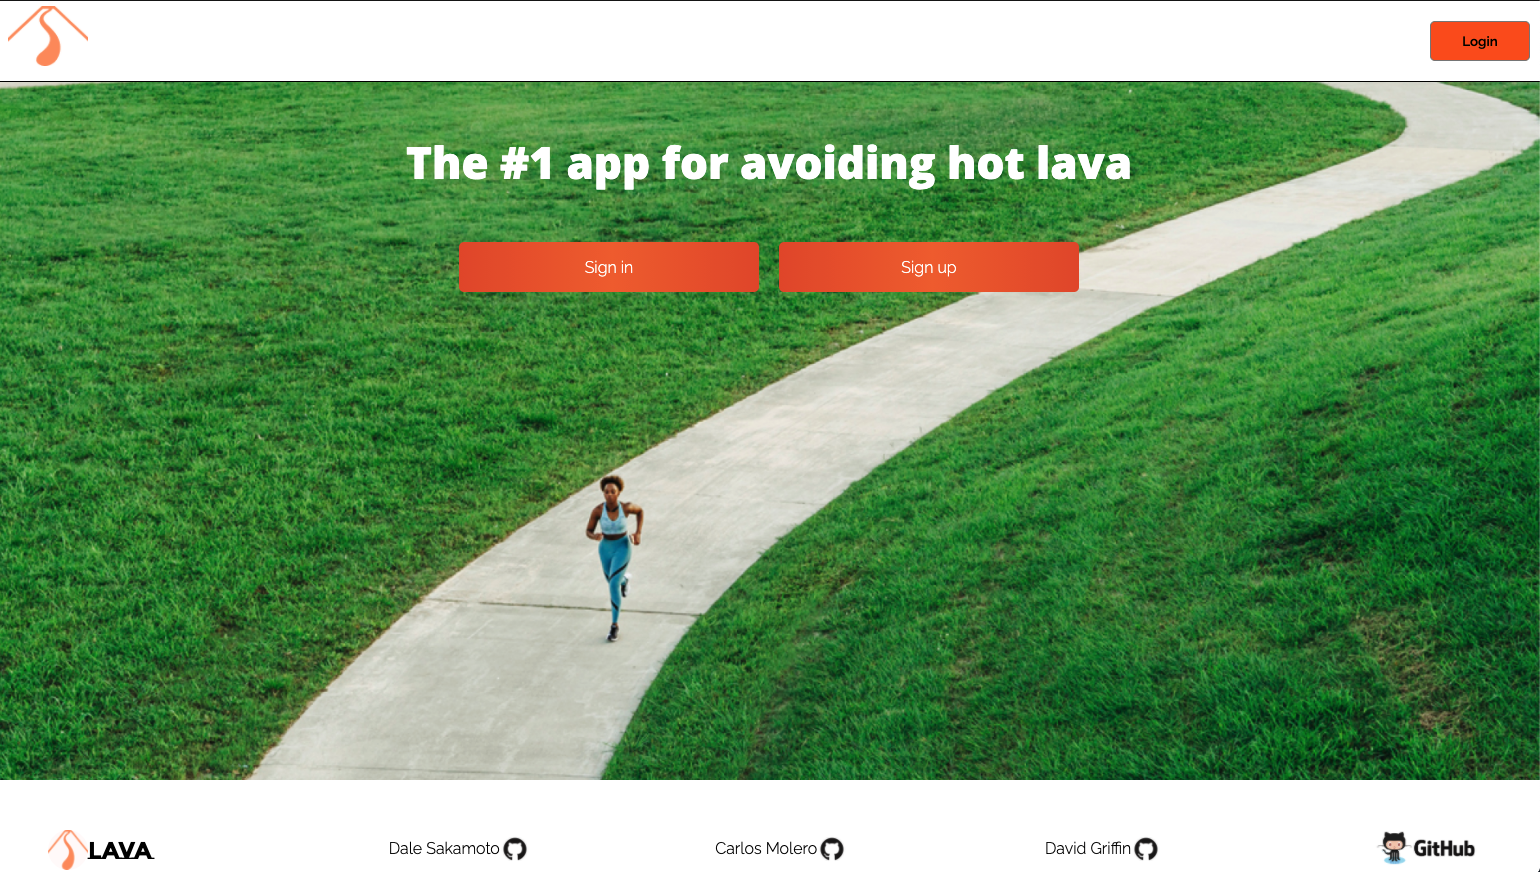 Login
The #1 app for avoiding hot lava
Sign in
Sign up
LAVA
Dale Sakamoto
Carlos Molero
David Griffin
GitHub